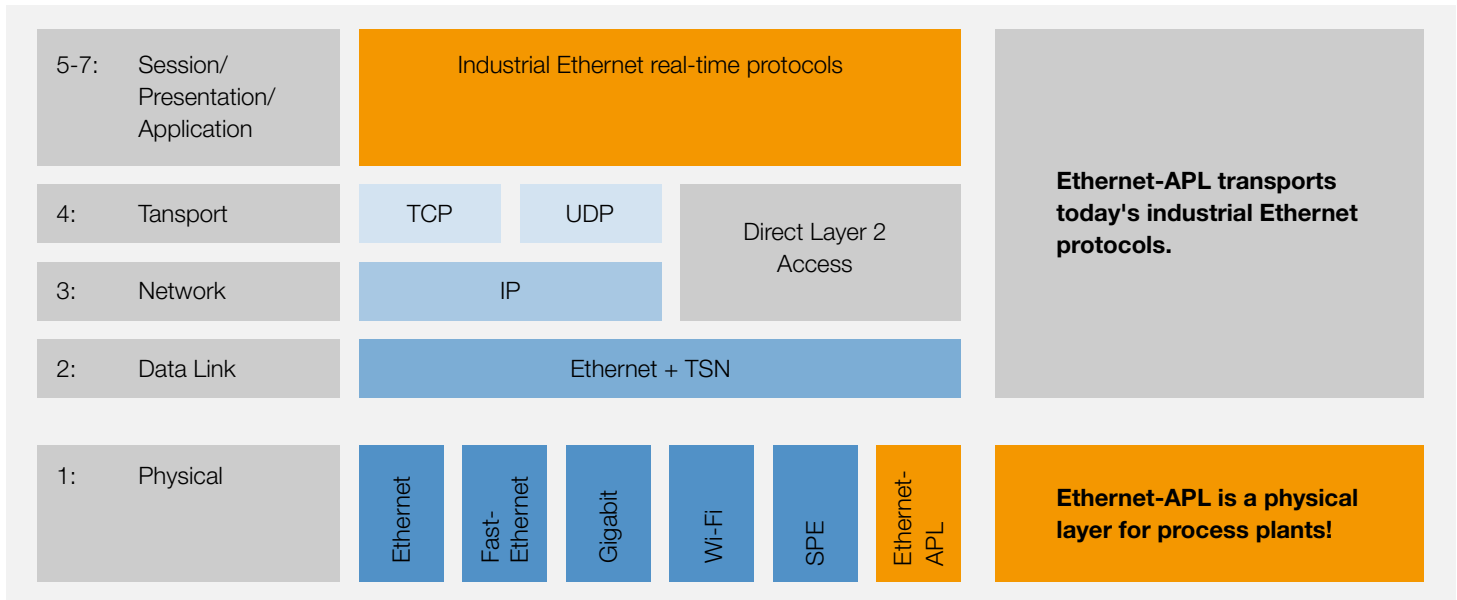 5-7: Session/
Presentation/
Application
Industrial Ethernet real-time protocols
4: Tansport
TCP
UDP
Direct Layer 2
Access
3: Network
IP
2: Data Link
Ethernet + TSN
Ethernet-APL transports
today's industrial Ethernet
protocols.
1: Physical
Ethernet
Fast-
Ethernet
Gigabit
Wi-Fi
SPE
Ethernet-
APL
Ethernet-APL is a physical
layer for process plants!